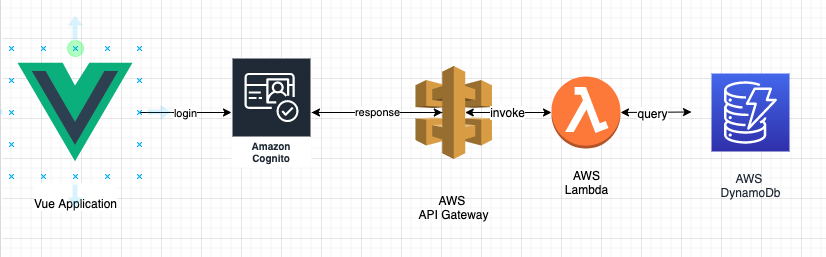 login
response
invoke
query
Amazon
Cognito
Vue Application
AWS
API Gateway
AWS
Lambda
AWS
DynamoDb